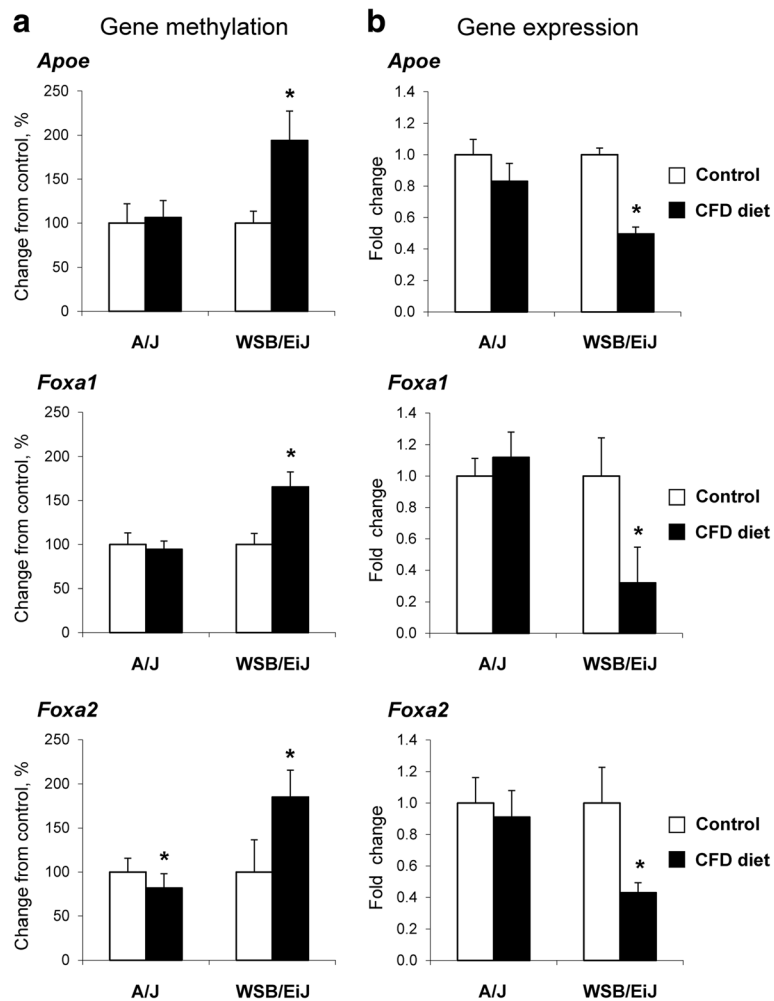 a Gene methylation
b Gene expression
Apoe
Change from control, %
250
200
150
100
50
0
*
A/J WSB/EiJ
Apoe
Fold change
1.4
1.2
1.0
0.8
0.6
0.4
0.2
0.0
*
A/J WSB/EiJ
Control
CFD diet
Foxa1
Change from control, %
250
200
150
100
50
0
*
A/J WSB/EiJ
Foxa1
Fold change
1.4
1.2
1.0
0.8
0.6
0.4
0.2
0.0
*
A/J WSB/EiJ
Control
CFD diet
Foxa2
Change from control, %
250
200
150
100
50
0
*
*
A/J WSB/EiJ
Foxa2
Fold change
1.4
1.2
1.0
0.8
0.6
0.4
0.2
0.0
*
A/J WSB/EiJ
Control
CFD diet